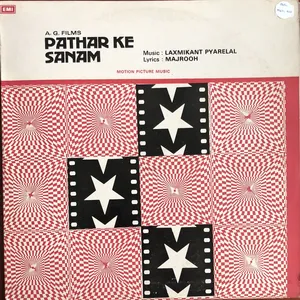 EMI
A. G. FILMS
PATHAR KE
SANAM
Music : LAXMIKANT PYARELAL
Lyrics : MAJROOH
MOTION PICTURE MUSIC